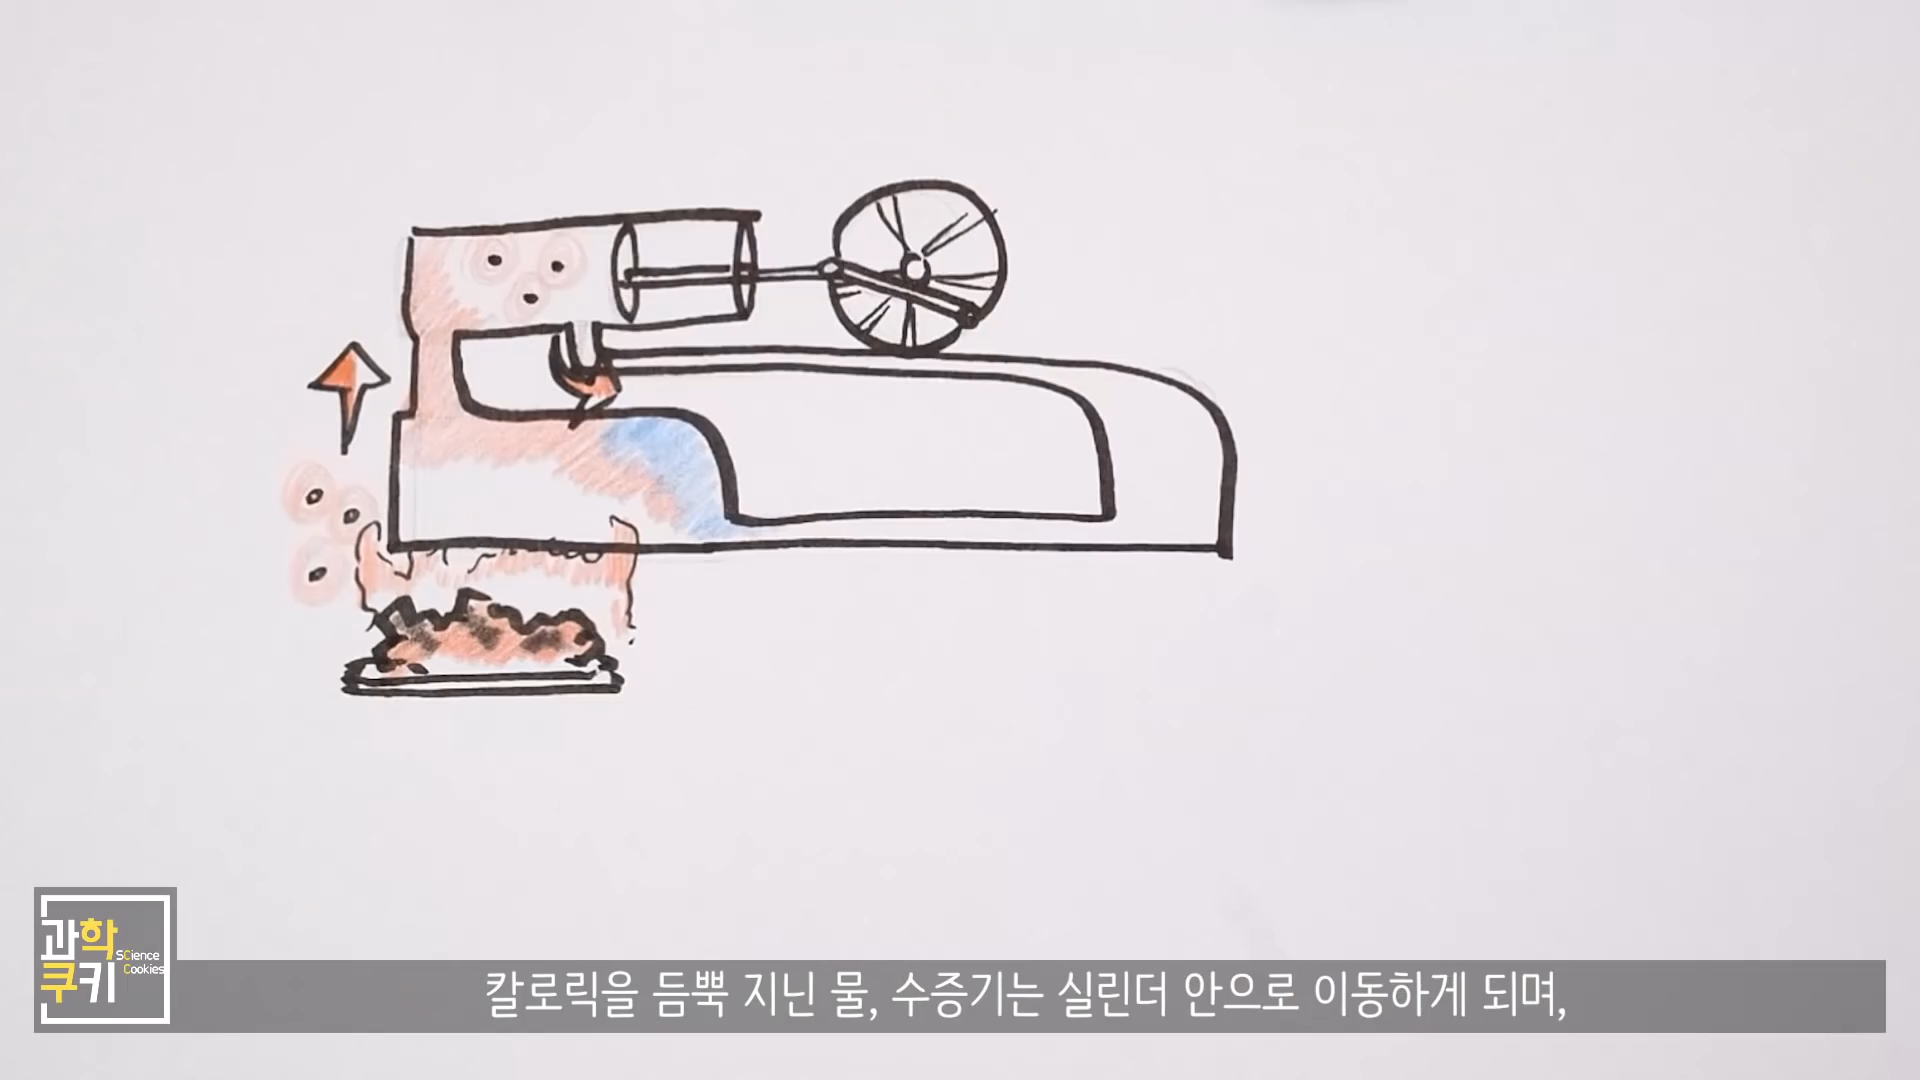 과학
쿠키
Science
Cookies
칼로릭을 듬뿍 지닌 물, 수증기는 실린더 안으로 이동하게 되며,